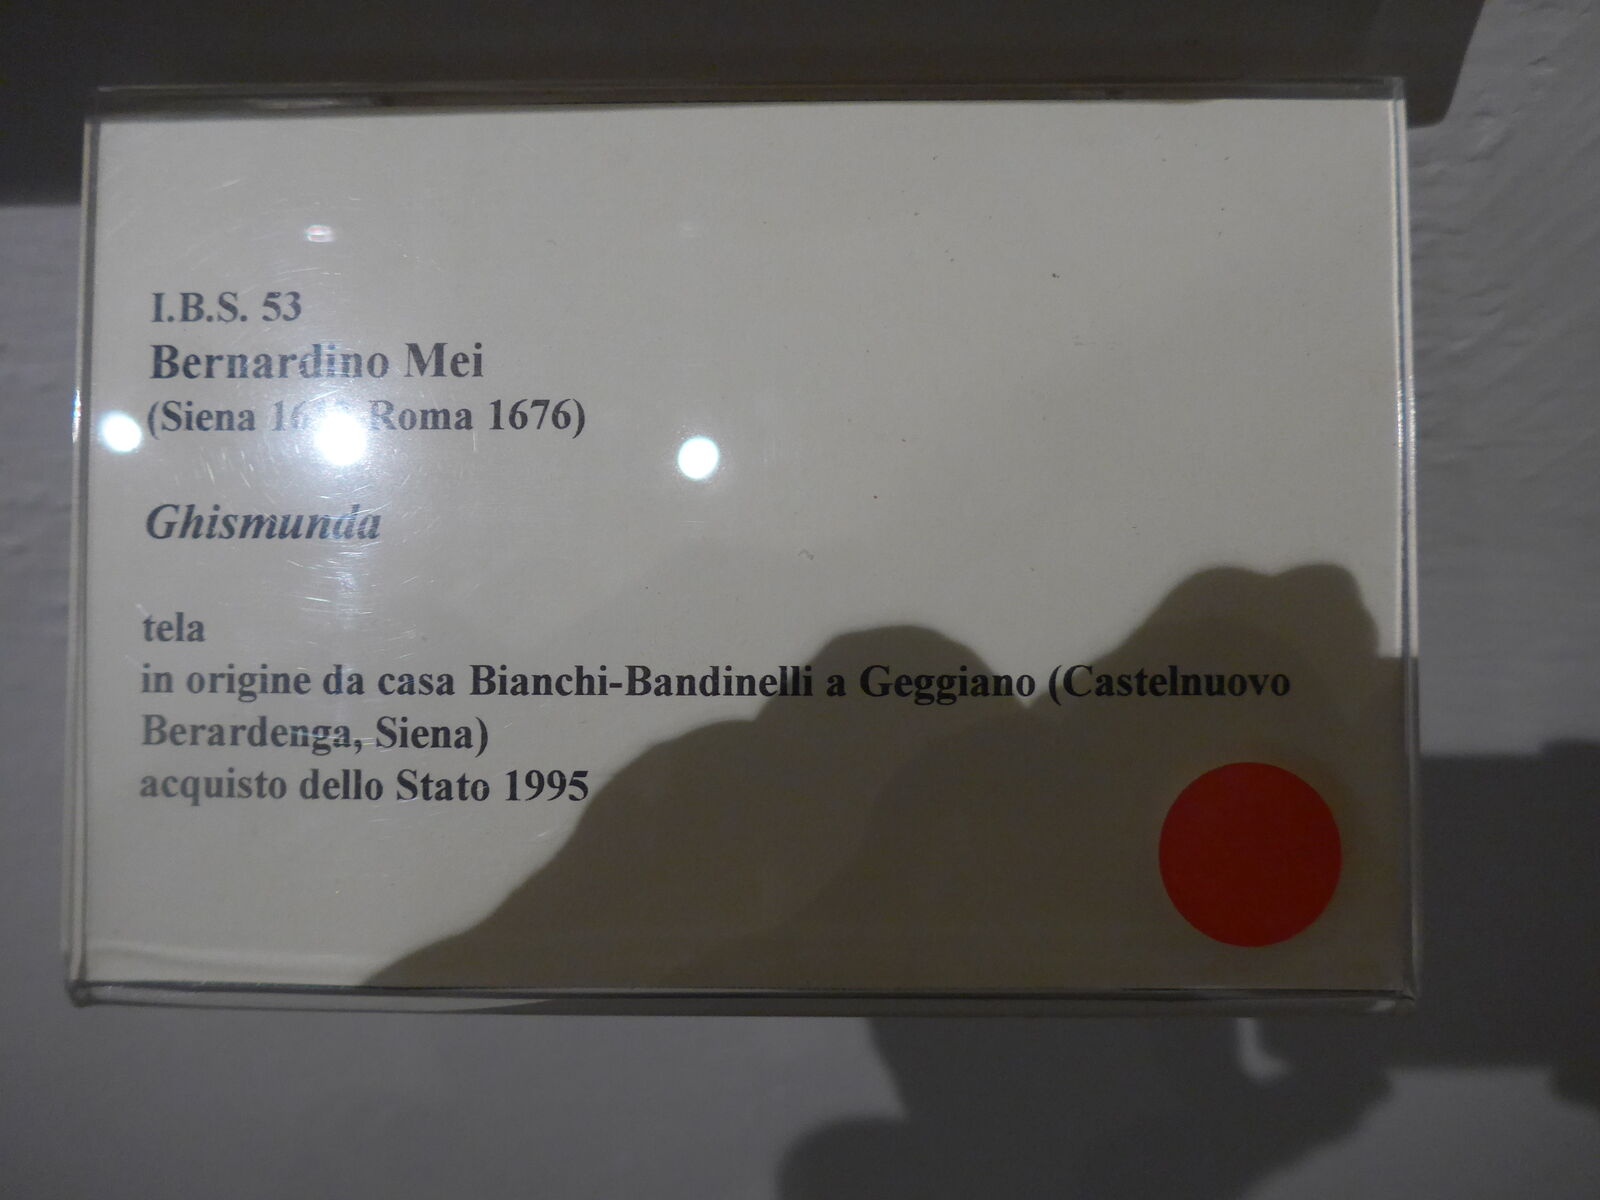 I.B.S. 53
Bernardino Mei
(Siena Roma 1676)
Ghismunda
tela
in origine da casa Bianchi-Bandinelli a Geggiano (Castelnuovo
Berardenga, Siena)
acquisto dello Stato 1995